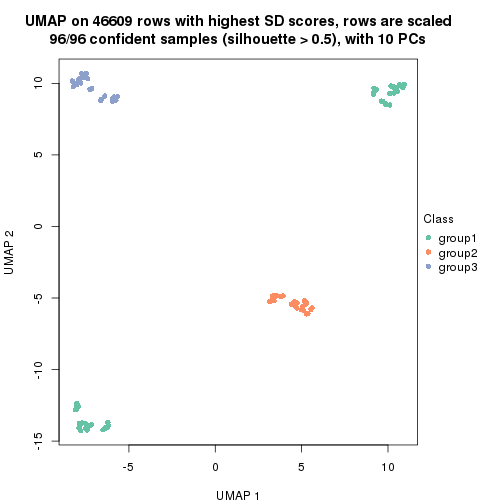 UMAP on 46609 rows with highest SD scores, rows are scaled
96/96 confident samples (silhouette > 0.5), with 10 PCs
10
5
0
-5
-10
-15
UMAP 2
-5
0
5
10
UMAP 1
Class
group1
group2
group3